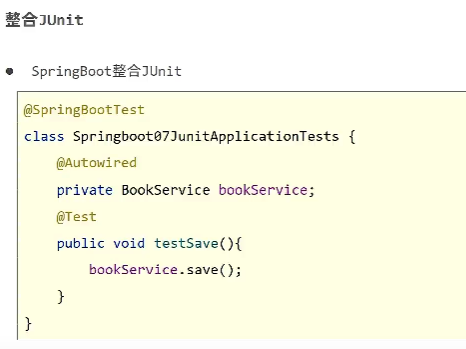 整合JUnit
● SpringBoot整合JUnit
@SpringBootTest
class Springboot07JunitApplicationTests {
    @Autowired
    private BookService bookService;
    @Test
    public void testSave(){
        bookService.save();
    }
}